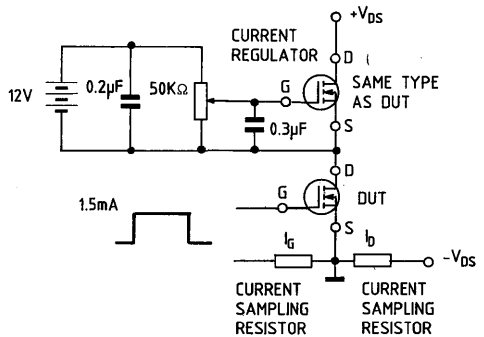 +VDS
CURRENT
REGULATOR
D
G
SAME TYPE
AS DUT
12V
0.2µF
50KΩ
0.3µF
S
D
1.5mA
G
DUT
S
IG
ID
-VDS
CURRENT
SAMPLING
RESISTOR
CURRENT
SAMPLING
RESISTOR